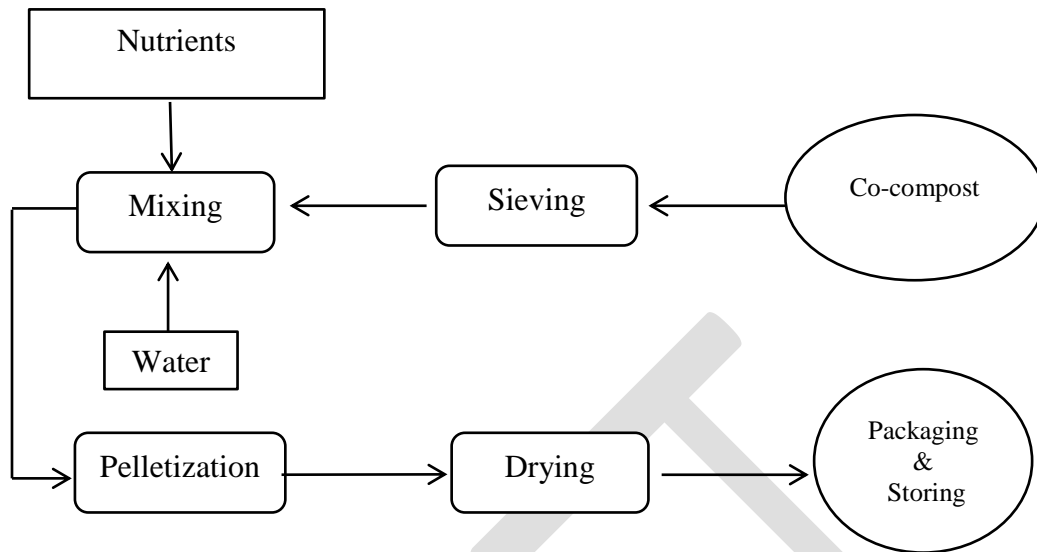 Nutrients
Mixing
Sieving
Co-compost
Water
Pelletization
Drying
Packaging
&
Storing